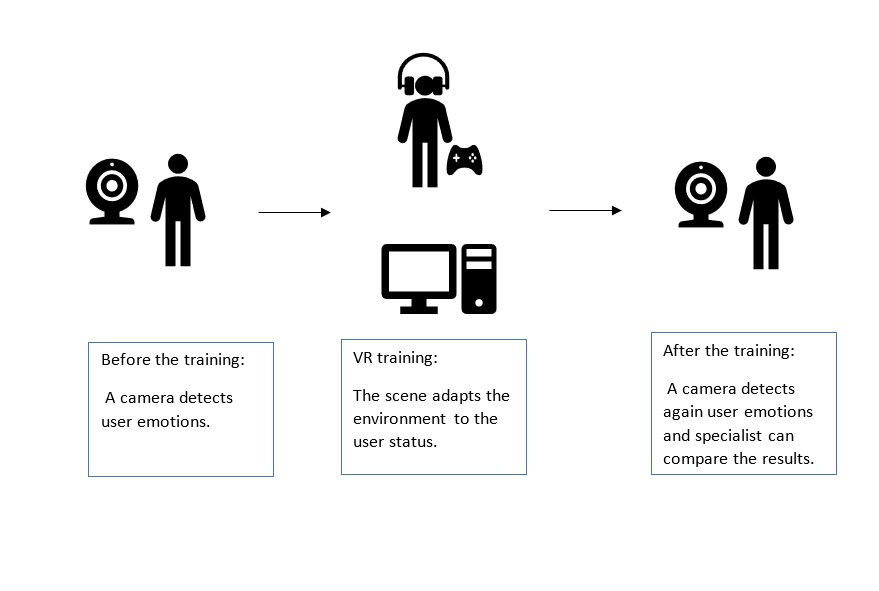 Before the training:
A camera detects
user emotions.
VR training:
The scene adapts the
environment to the
user status.
After the training:
A camera detects
again user emotions
and specialist can
compare the results.